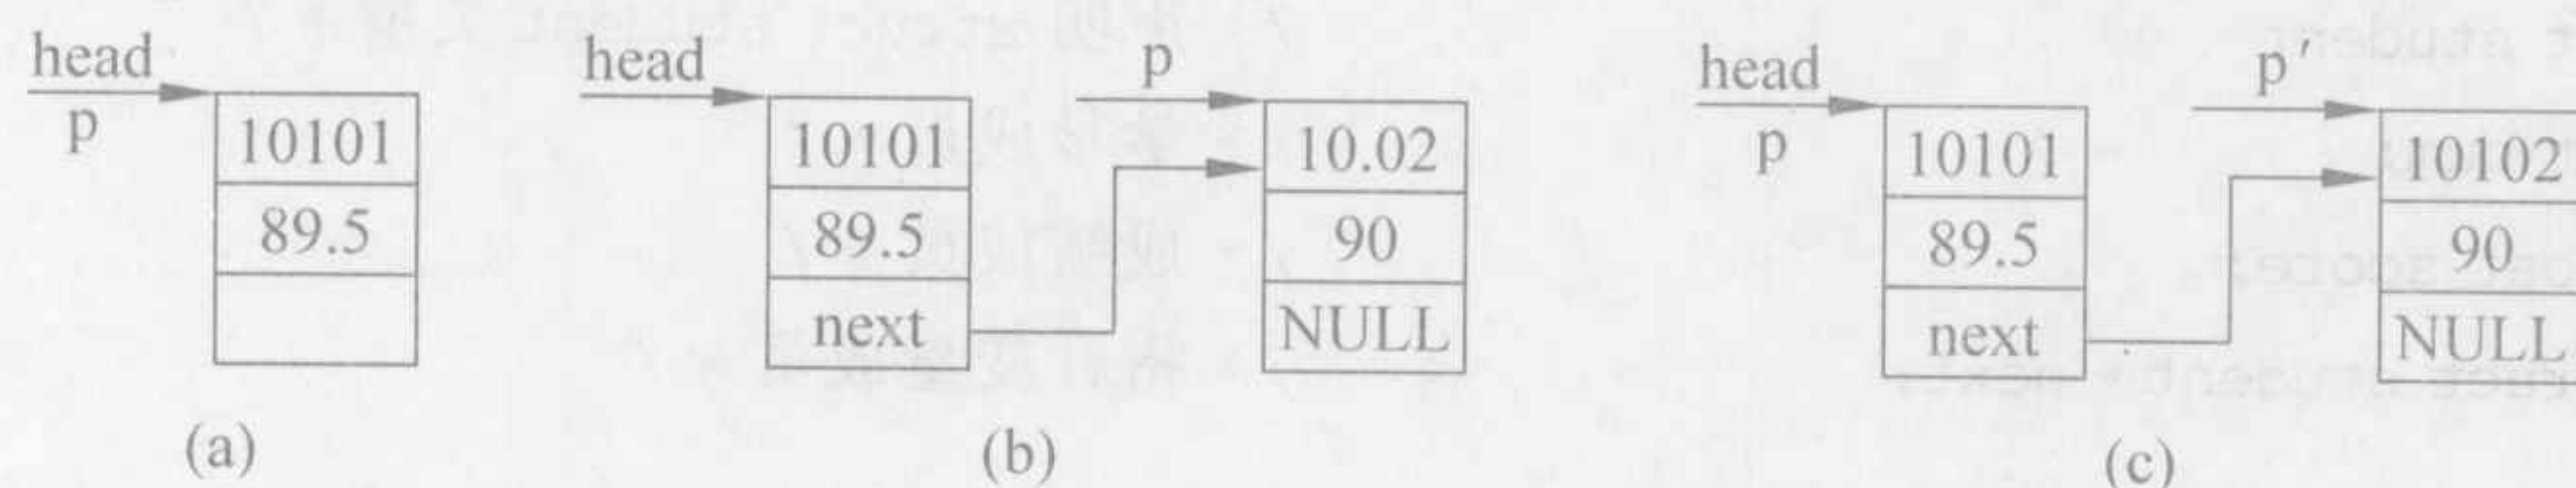 head
p
10101
89.5
(a)
head
p
10101
89.5
next
10.02
90
NULL
(b)
head
p
p′
10101
89.5
next
10102
90
NULL
(c)